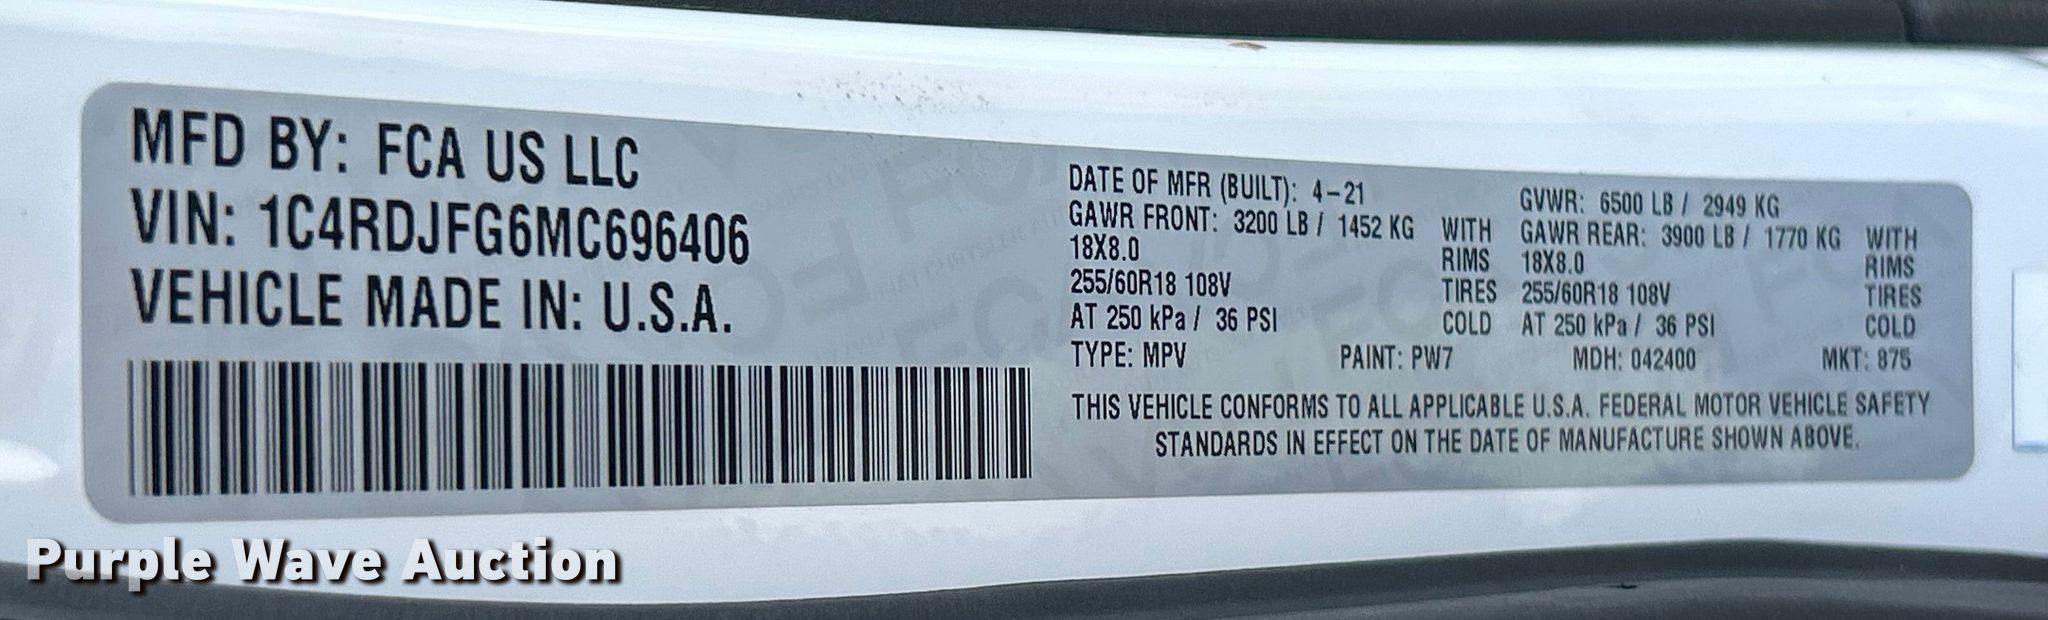 MFD BY: FCA US LLC
VIN: 1C4RDJFG6MC696406
VEHICLE MADE IN: U.S.A.
DATE OF MFR (BUILT): 4-21
GAWR FRONT: 3200 LB / 1452 KG WITH
18X8.0 RIMS
255/60R18 108V TIRES
AT 250 kPa / 36 PSI COLD
GVWR: 6500 LB / 2949 KG
GAWR REAR: 3900 LB / 1770 KG WITH
18X8.0 RIMS
255/60R18 108V TIRES
AT 250 kPa / 36 PSI COLD
TYPE: MPV PAINT: PW7 MDH: 042400 MKT: 875
THIS VEHICLE CONFORMS TO ALL APPLICABLE U.S.A. FEDERAL MOTOR VEHICLE SAFETY
STANDARDS IN EFFECT ON THE DATE OF MANUFACTURE SHOWN ABOVE.
Purple Wave Auction